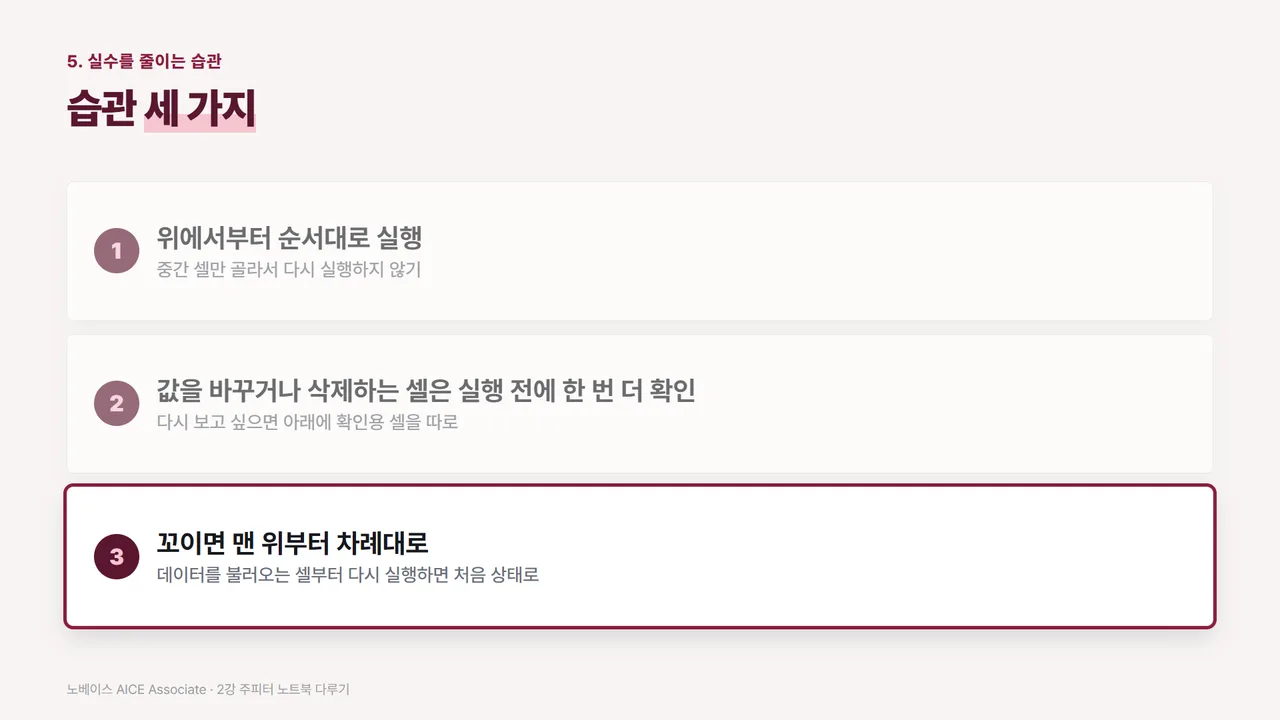 5. 실수를 줄이는 습관
습관 세 가지
1
위에서부터 순서대로 실행
중간 셀만 골라서 다시 실행하지 않기
2
값을 바꾸거나 삭제하는 셀은 실행 전에 한 번 더 확인
다시 보고 싶으면 아래에 확인용 셀을 따로
3
꼬이면 맨 위부터 차례대로
데이터를 불러오는 셀부터 다시 실행하면 처음 상태로
노베이스 AICE Associate · 2강 주피터 노트북 다루기